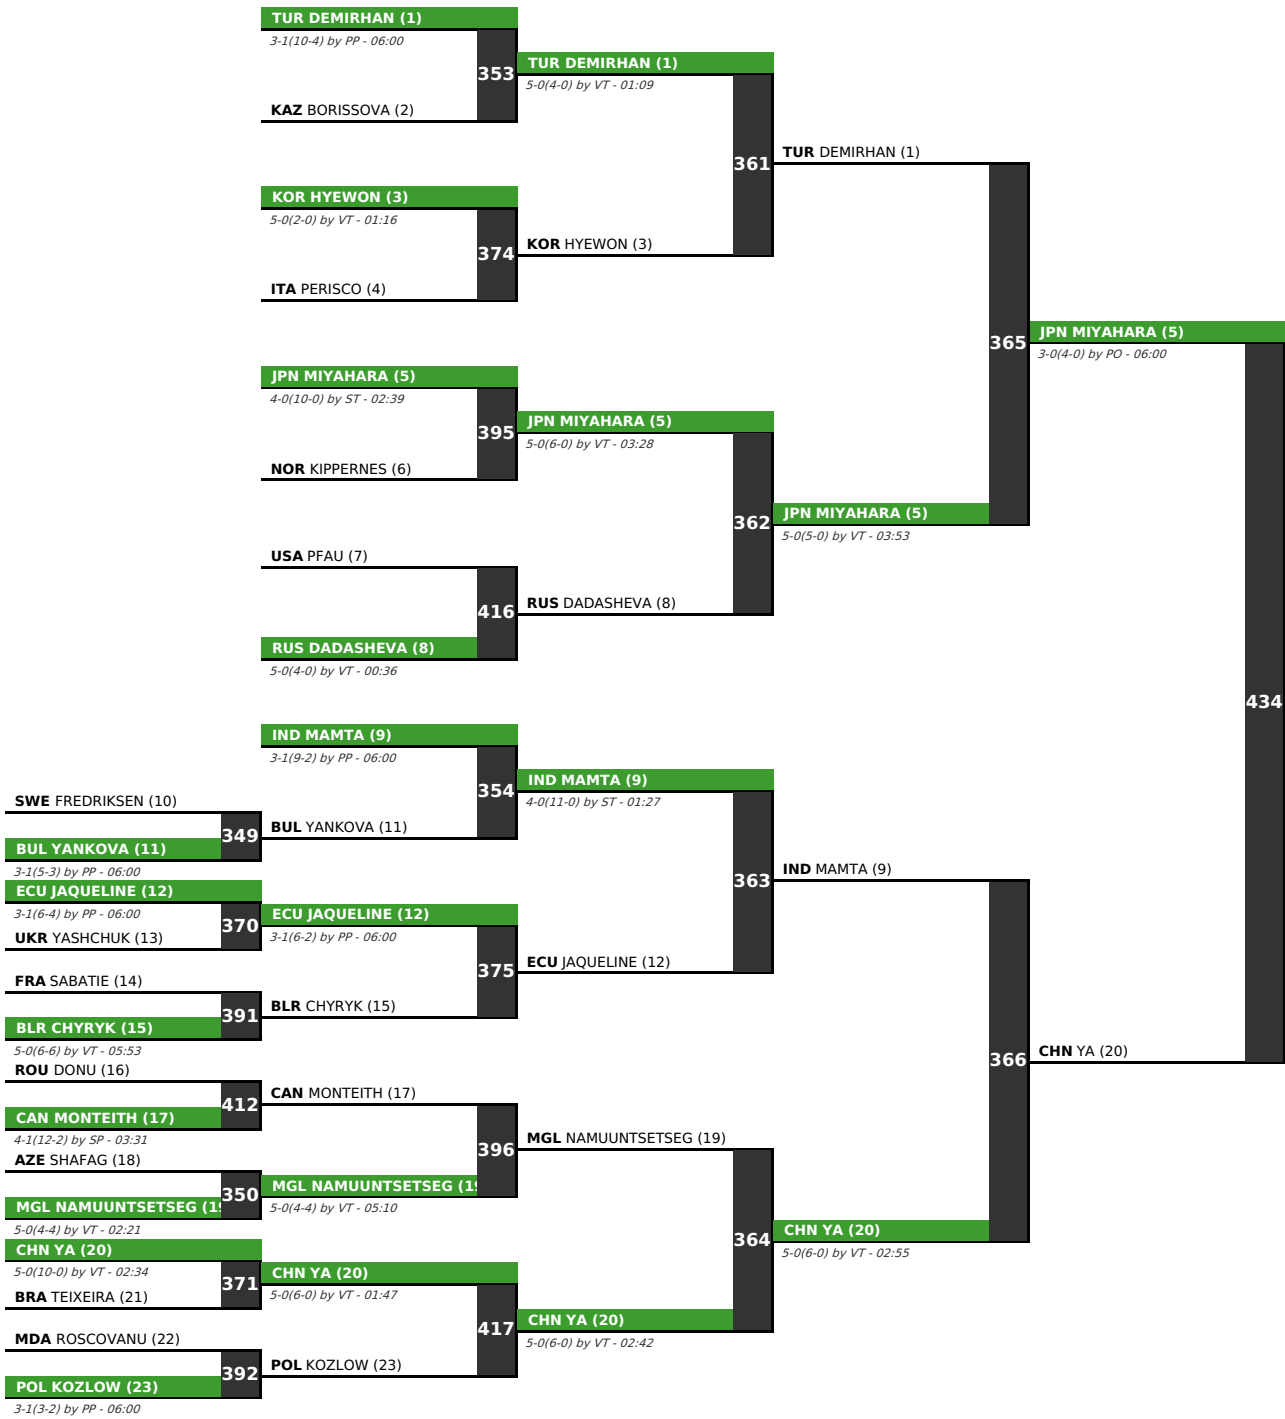 TUR DEMIRHAN (1)
3-1(10-4) by PP - 06:00
353
KAZ BORISSOVA (2)
TUR DEMIRHAN (1)
5-0(4-0) by VT - 01:09
361
TUR DEMIRHAN (1)
KOR HYEWON (3)
5-0(2-0) by VT - 01:16
374
ITA PERISCO (4)
KOR HYEWON (3)
365
JPN MIYAHARA (5)
3-0(4-0) by PO - 06:00
JPN MIYAHARA (5)
4-0(10-0) by ST - 02:39
395
NOR KIPPERNES (6)
JPN MIYAHARA (5)
5-0(6-0) by VT - 03:28
362
JPN MIYAHARA (5)
5-0(5-0) by VT - 03:53
USA PFAU (7)
416
RUS DADASHEVA (8)
5-0(4-0) by VT - 00:36
RUS DADASHEVA (8)
434
IND MAMTA (9)
3-1(9-2) by PP - 06:00
354
IND MAMTA (9)
4-0(11-0) by ST - 01:27
SWE FREDRIKSEN (10)
349
BUL YANKOVA (11)
BUL YANKOVA (11)
3-1(5-3) by PP - 06:00
363
IND MAMTA (9)
ECU JAQUELINE (12)
3-1(6-4) by PP - 06:00
370
UKR YASHCHUK (13)
ECU JAQUELINE (12)
3-1(6-2) by PP - 06:00
375
ECU JAQUELINE (12)
FRA SABATIE (14)
391
BLR CHYRYK (15)
BLR CHYRYK (15)
5-0(6-6) by VT - 05:53
366
CHN YA (20)
ROU DONU (16)
412
CAN MONTEITH (17)
CAN MONTEITH (17)
4-1(12-2) by SP - 03:31
396
MGL NAMUUNTSETSEG (19)
AZE SHAFAG (18)
350
MGL NAMUUNTSETSEG (19
MGL NAMUUNTSETSEG (19
5-0(4-4) by VT - 02:21
5-0(4-4) by VT - 05:10
364
CHN YA (20)
5-0(6-0) by VT - 02:55
CHN YA (20)
5-0(10-0) by VT - 02:34
371
BRA TEIXEIRA (21)
CHN YA (20)
5-0(6-0) by VT - 01:47
417
CHN YA (20)
5-0(6-0) by VT - 02:42
MDA ROSCOVANU (22)
392
POL KOZLOW (23)
POL KOZLOW (23)
3-1(3-2) by PP - 06:00